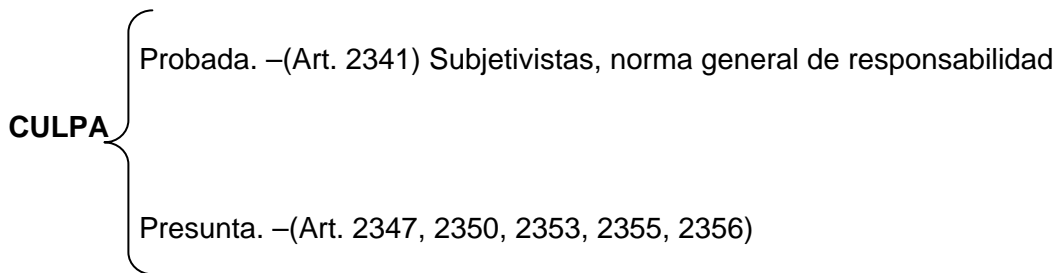 Probada. –(Art. 2341) Subjetivistas, norma general de responsabilidad
CULPA
Presunta. –(Art. 2347, 2350, 2353, 2355, 2356)